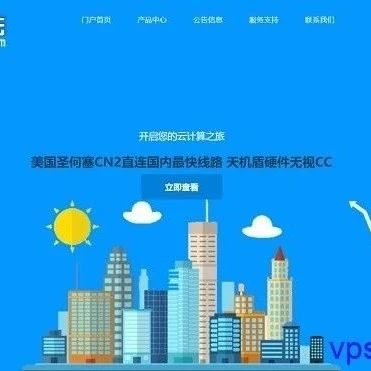 门户首页 产品中心 公告信息 服务支持 联系我们
开启您的云计算之旅
美国圣何塞CN2直连国内最快线路 天机盾硬件无视CC
立即查看
vps